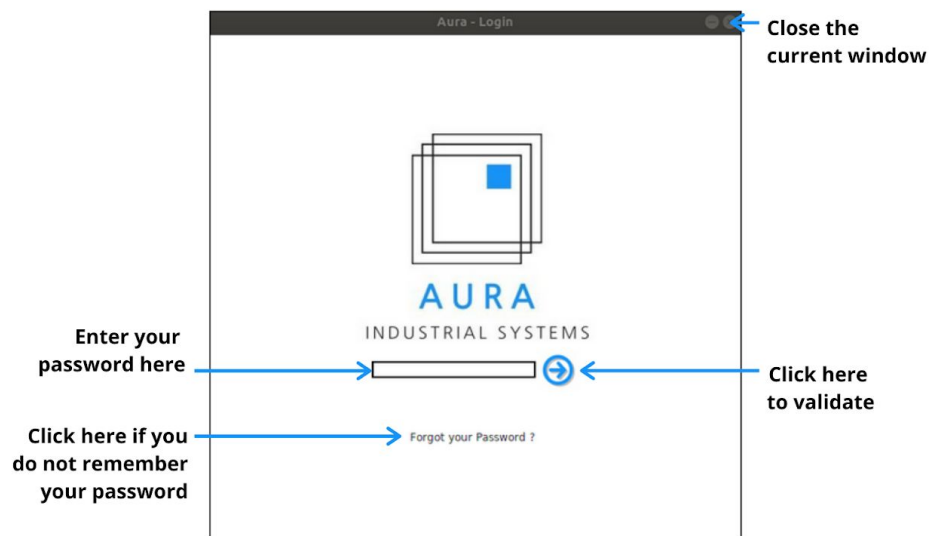 Aura - Login
Close the
current window
AURA
INDUSTRIAL SYSTEMS
Enter your
password here
Click here
to validate
Click here if you
do not remember
your password
Forgot your Password ?